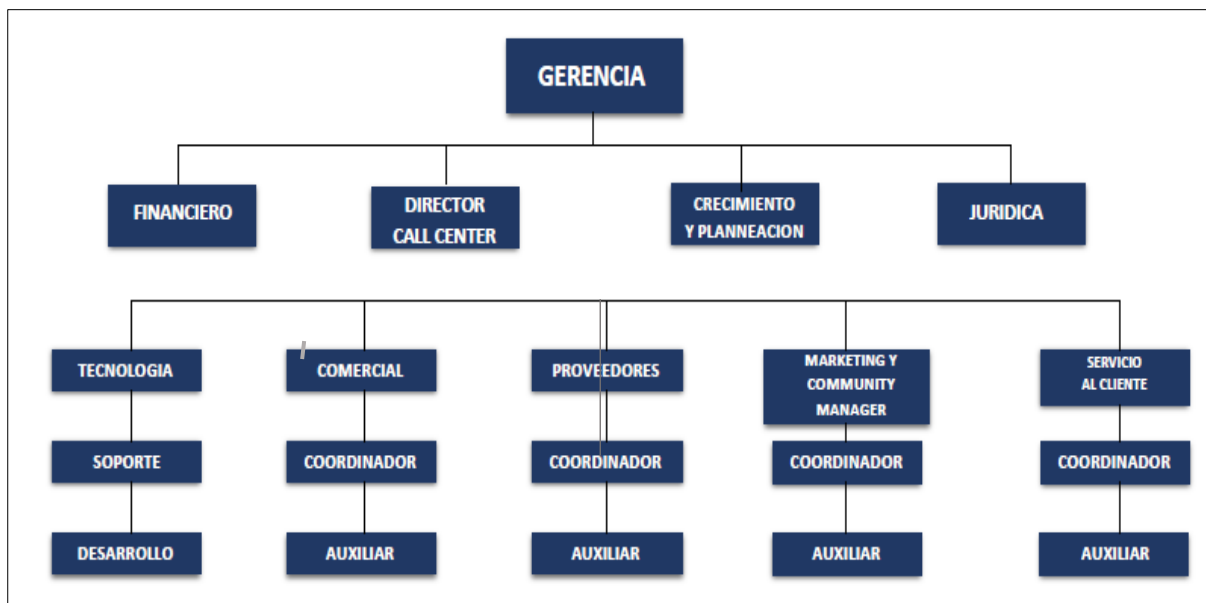 GERENCIA
FINANCIERO
DIRECTOR
CALL CENTER
CRECIMIENTO
Y PLANNEACION
JURIDICA
TECNOLOGIA
COMERCIAL
PROVEEDORES
MARKETING Y
COMMUNITY
MANAGER
SERVICIO
AL CLIENTE
SOPORTE
COORDINADOR
COORDINADOR
COORDINADOR
COORDINADOR
DESARROLLO
AUXILIAR
AUXILIAR
AUXILIAR
AUXILIAR